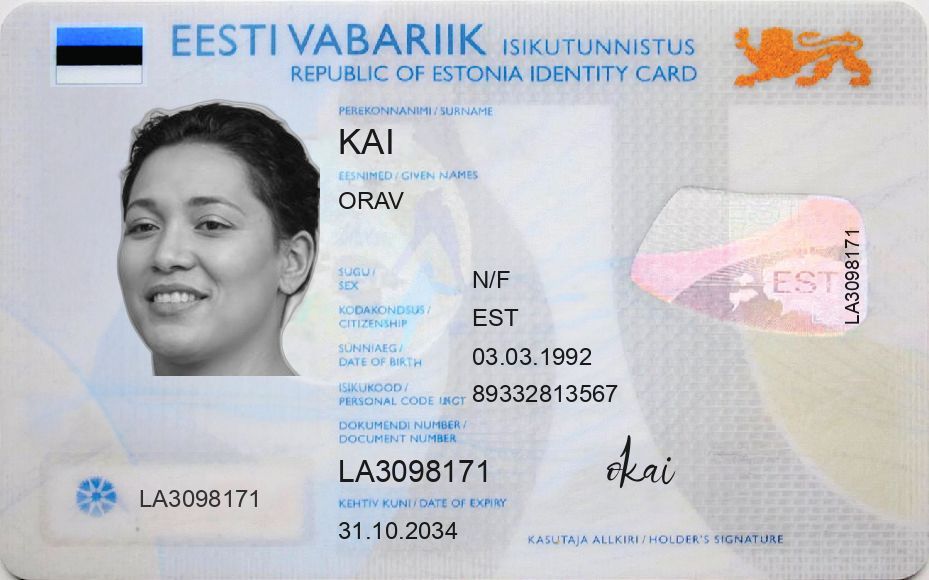 EESTI VABARIIK ISIKUTUNNISTUS
REPUBLIC OF ESTONIA IDENTITY CARD
PEREKONNANIMI / SURNAME
KAI
EESNIMED / GIVEN NAMES
ORAV
SUGU /
SEX
N/F
KODAKONDSUS /
CITIZENSHIP
EST
SÜNNIAEG /
DATE OF BIRTH
03.03.1992
ISIKUKOOD /
PERSONAL CODE
89332813567
DOKUMENDI NUMBER /
DOCUMENT NUMBER
LA3098171
KEHTIV KUNI / DATE OF EXPIRY
31.10.2034
LA3098171
EST
LA3098171
okai
KASUTAJA ALLKIRI / HOLDER'S SIGNATURE